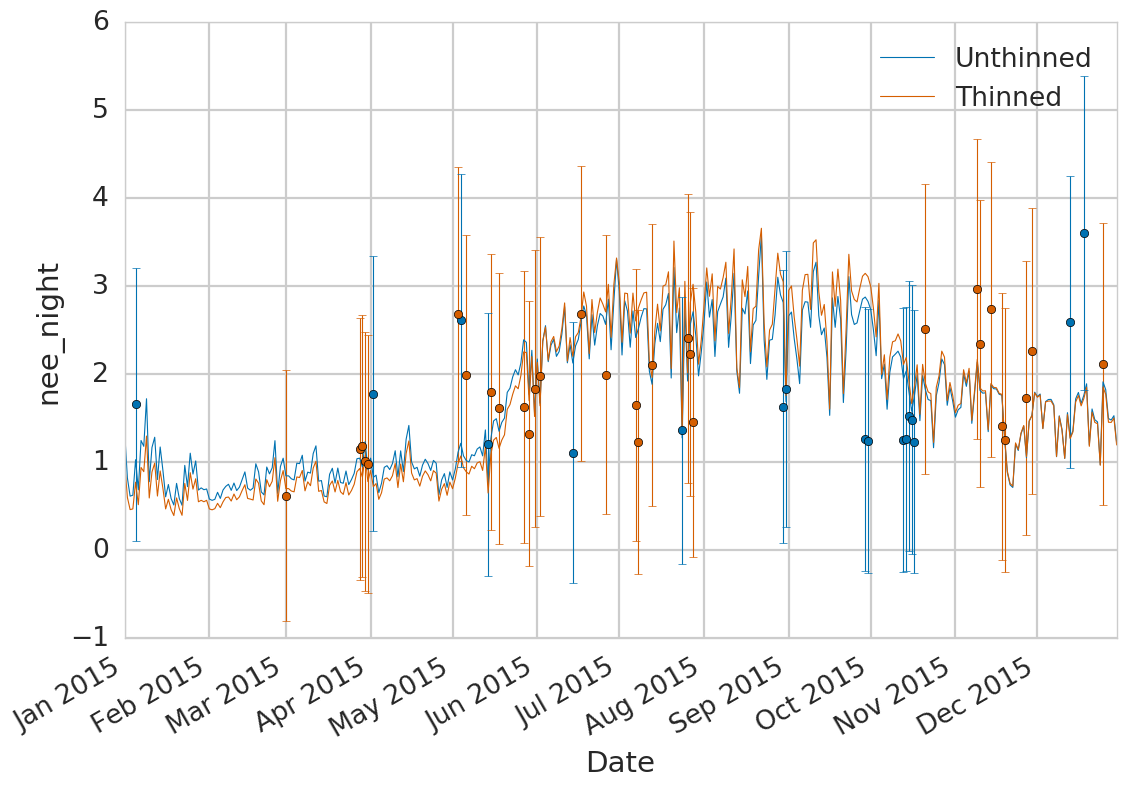 6
5
4
3
2
1
0
−1
nee_night
Unthinned
Thinned
Jan 2015
Feb 2015
Mar 2015
Apr 2015
May 2015
Jun 2015
Jul 2015
Aug 2015
Sep 2015
Oct 2015
Nov 2015
Dec 2015
Date